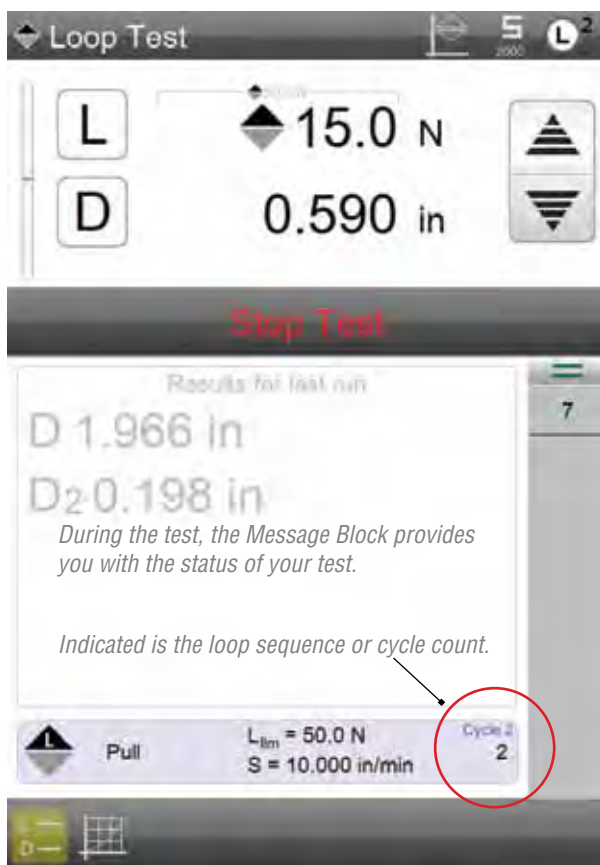 Loop Test
S
2000
L 2
L
15.0 N
D
0.590 in
Stop Test
Results for last run
7
D 1.966 in
D2 0.198 in
During the test, the Message Block provides
you with the status of your test.
Indicated is the loop sequence or cycle count.
L
Pull
Llim = 50.0 N
S = 10.000 in/min
Cycle 2
2
L
D